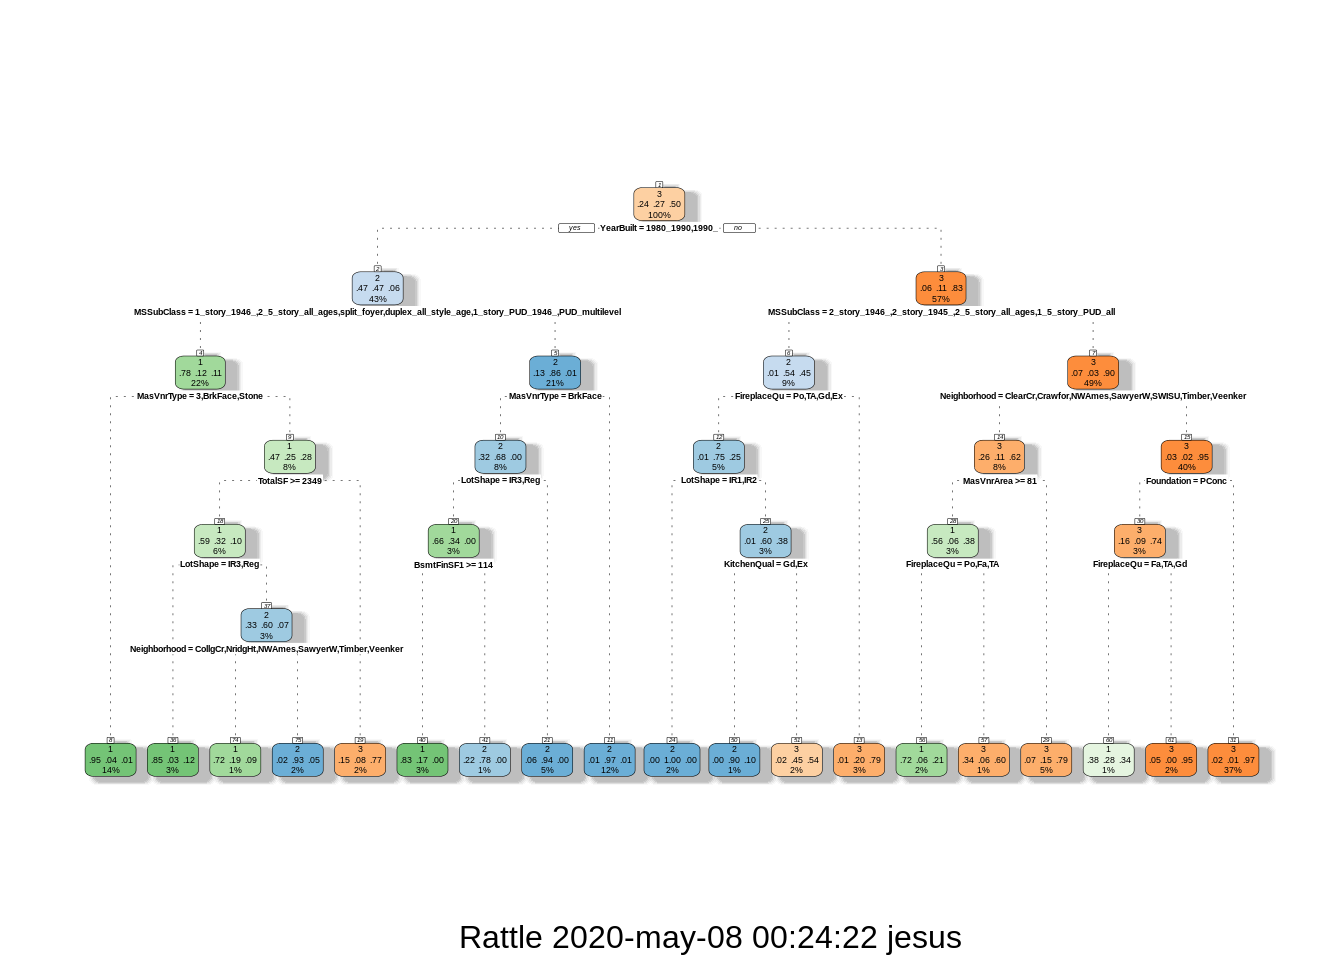 1
3
.24 .27 .50
100%
yes YearBuilt = 1980_1990,1990_ no
2 3
2 3
.47 .47 .06 .06 .11 .83
43% 57%
MSSubClass = 1_story_1946_,2_5_story_all_ages,split_foyer,duplex_all_style_age,1_story_PUD_1946_,PUD_multilevel MSSubClass = 2_story_1946_,2_story_1945_,2_5_story_all_ages,1_5_story_PUD_all
4 5 6 7
1 2 2 3
.78 .12 .11 .13 .86 .01 .01 .54 .45 .07 .03 .90
22% 21% 9% 49%
MasVnrType = 3,BrkFace,Stone MasVnrType = BrkFace FireplaceQu = Po,TA,Gd,Ex Neighborhood = ClearCr,Crawfor,NWAmes,SawyerW,SWISU,Timber,Veenker
9 10 12 14 15
1 2 2 3 3
.47 .25 .28 .32 .68 .00 .01 .75 .25 .26 .11 .62 .03 .02 .95
8% 8% 5% 8% 40%
TotalSF >= 2349 LotShape = IR3,Reg LotShape = IR1,IR2 MasVnrArea >= 81 Foundation = PConc
18 20 25 28 30
1 1 2 1 3
.59 .32 .10 .66 .34 .00 .01 .60 .38 .56 .06 .38 .16 .09 .74
6% 3% 3% 3% 3%
LotShape = IR3,Reg BsmtFinSF1 >= 114 KitchenQual = Gd,Ex FireplaceQu = Po,Fa,TA FireplaceQu = Fa,TA,Gd
37
2
.33 .60 .07
3%
Neighborhood = CollgCr,NridgHt,NWAmes,SawyerW,Timber,Veenker
8 36 74 75 19 40 41 21 11 24 50 51 13 56 57 29 60 61 31
1 1 1 2 3 1 2 2 2 2 2 3 3 1 3 3 1 3 3
.95 .04 .01 .85 .03 .12 .72 .19 .09 .02 .93 .05 .15 .08 .77 .83 .17 .00 .22 .78 .00 .06 .94 .00 .01 .97 .01 .00 1.00 .00 .00 .90 .10 .02 .45 .54 .01 .20 .79 .72 .06 .21 .34 .06 .60 .07 .15 .79 .38 .28 .34 .05 .00 .95 .02 .01 .97
14% 3% 1% 2% 2% 3% 1% 5% 12% 2% 1% 2% 3% 2% 1% 5% 1% 2% 37%
Rattle 2020-may-08 00:24:22 jesus